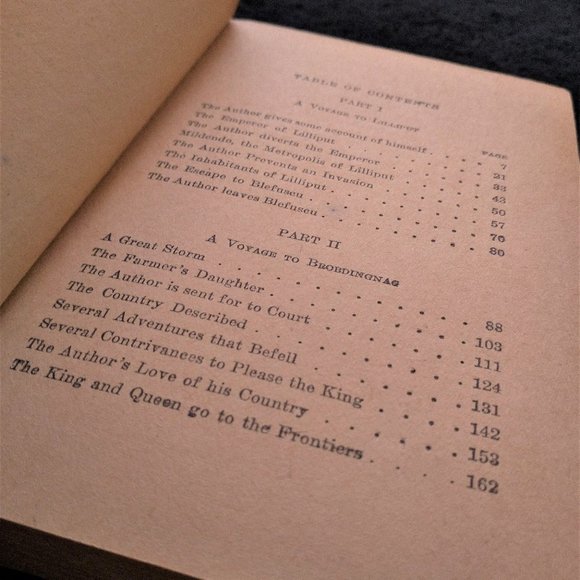 TABLE OF CONTENTS
PART I
A VOYAGE TO LILLIPUT
PAGE
The Author gives some account of himself . . . 7
The Emperor of Lilliput . . . . . . 21
The Author diverts the Emperor . . . . .
Mildendo, the Metropolis of Lilliput . . . . 43
The Author Prevents an Invasion . . . . . 50
The Inhabitants of Lilliput . . . . . . 57
The Escape to Blefuscu . . . . . .
The Author leaves Blefuscu . . . . . .
PART II
A VOYAGE TO BROBDINGNAG
A Great Storm . . . . . . . . 88
The Farmer's Daughter . . . . . . . 103
The Author is sent for to Court . . . . . 111
The Country Described . . . . . . . 124
Several Adventures that Befell . . . . . 131
Several Contrivances to Please the King . . . . 142
The Author's Love of his Country . . . . . 153
The King and Queen go to the Frontiers . . . . 162